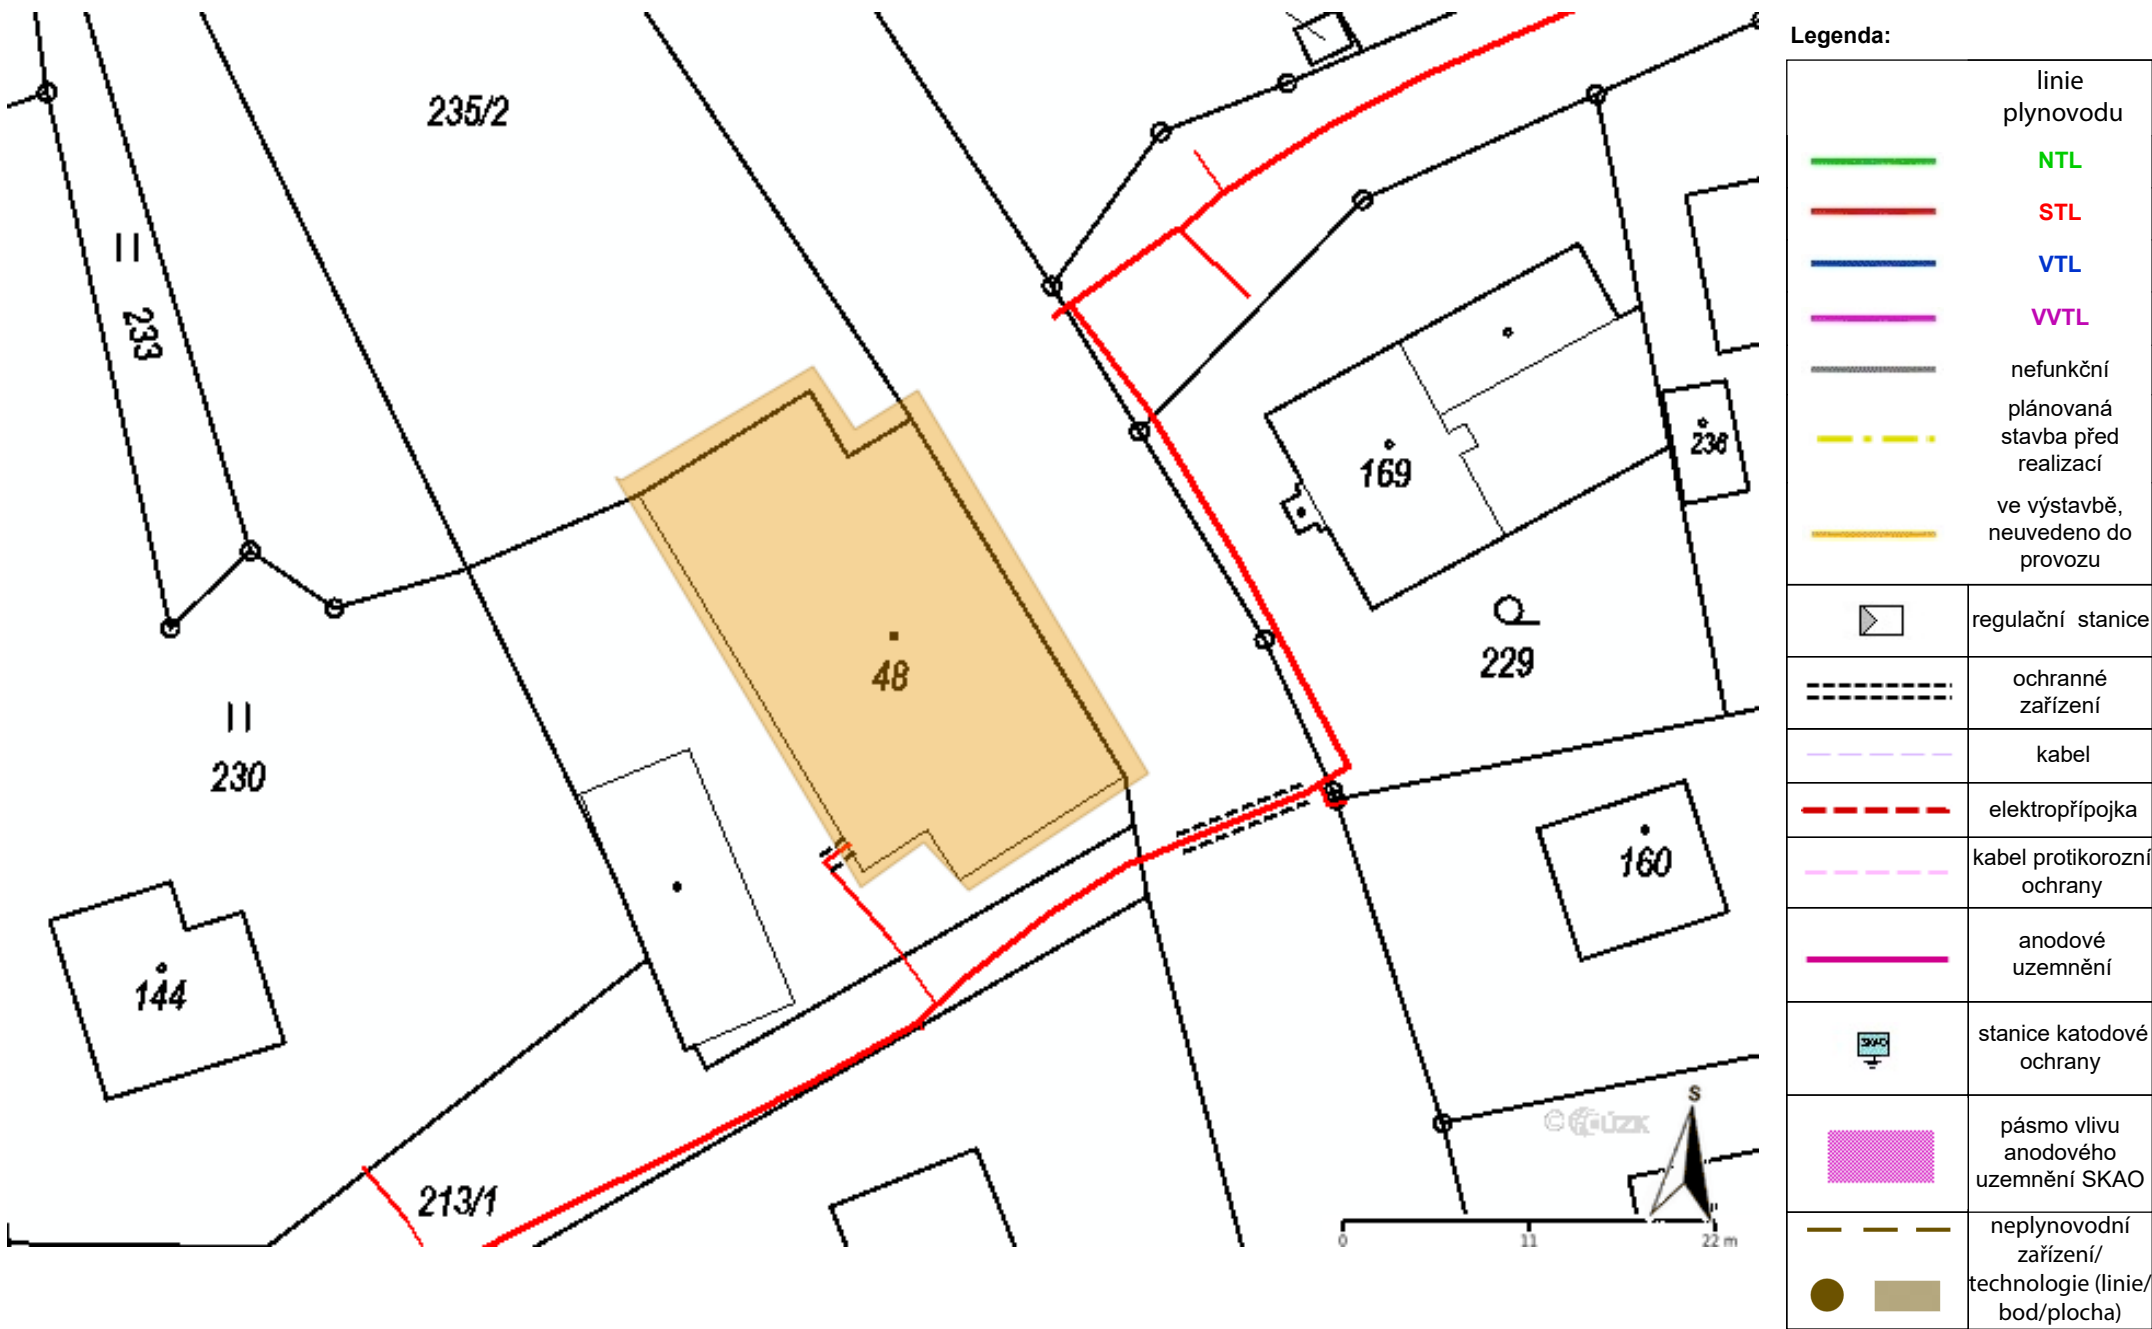 235/2
233
230
144
213/1
48
169
236
229
160
© ČÚZK
S
0 11 22 m
Legenda:
linie
plynovodu
NTL
STL
VTL
VVTL
nefunkční
plánovaná
stavba před
realizací
ve výstavbě,
neuvedeno do
provozu
regulační stanice
ochranné
zařízení
kabel
elektropřípojka
kabel protikorozní
ochrany
anodové
uzemnění
SKAO
stanice katodové
ochrany
pásmo vlivu
anodového
uzemnění SKAO
neplynovodní
zařízení/
technologie (linie/
bod/plocha)